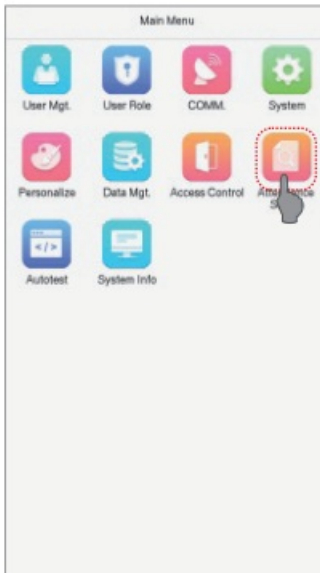 Main Menu
User Mgt.
User Role
COMM.
System
Personalize
Data Mgt.
Access Control
Autotest
System Info